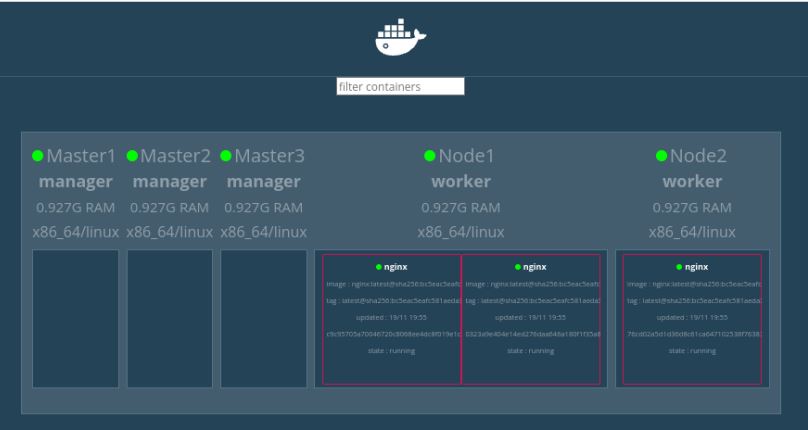 filter containers
Master1 Master2 Master3 Node1 Node2
manager manager manager worker worker
0.927G RAM 0.927G RAM 0.927G RAM 0.927G RAM 0.927G RAM
x86_64/linux x86_64/linux x86_64/linux x86_64/linux x86_64/linux
nginx nginx nginx
image : nginx:latest@sha256:bc5eac5eafc image : nginx:latest@sha256:bc5eac5eafc image : nginx:latest@sha256:bc5eac5eafc
tag : latest@sha256:bc5eac5eafc581aeda tag : latest@sha256:bc5eac5eafc581aeda tag : latest@sha256:bc5eac5eafc581aeda
updated : 19/11 19:55 updated : 19/11 19:55 updated : 19/11 19:55
state : running state : running state : running